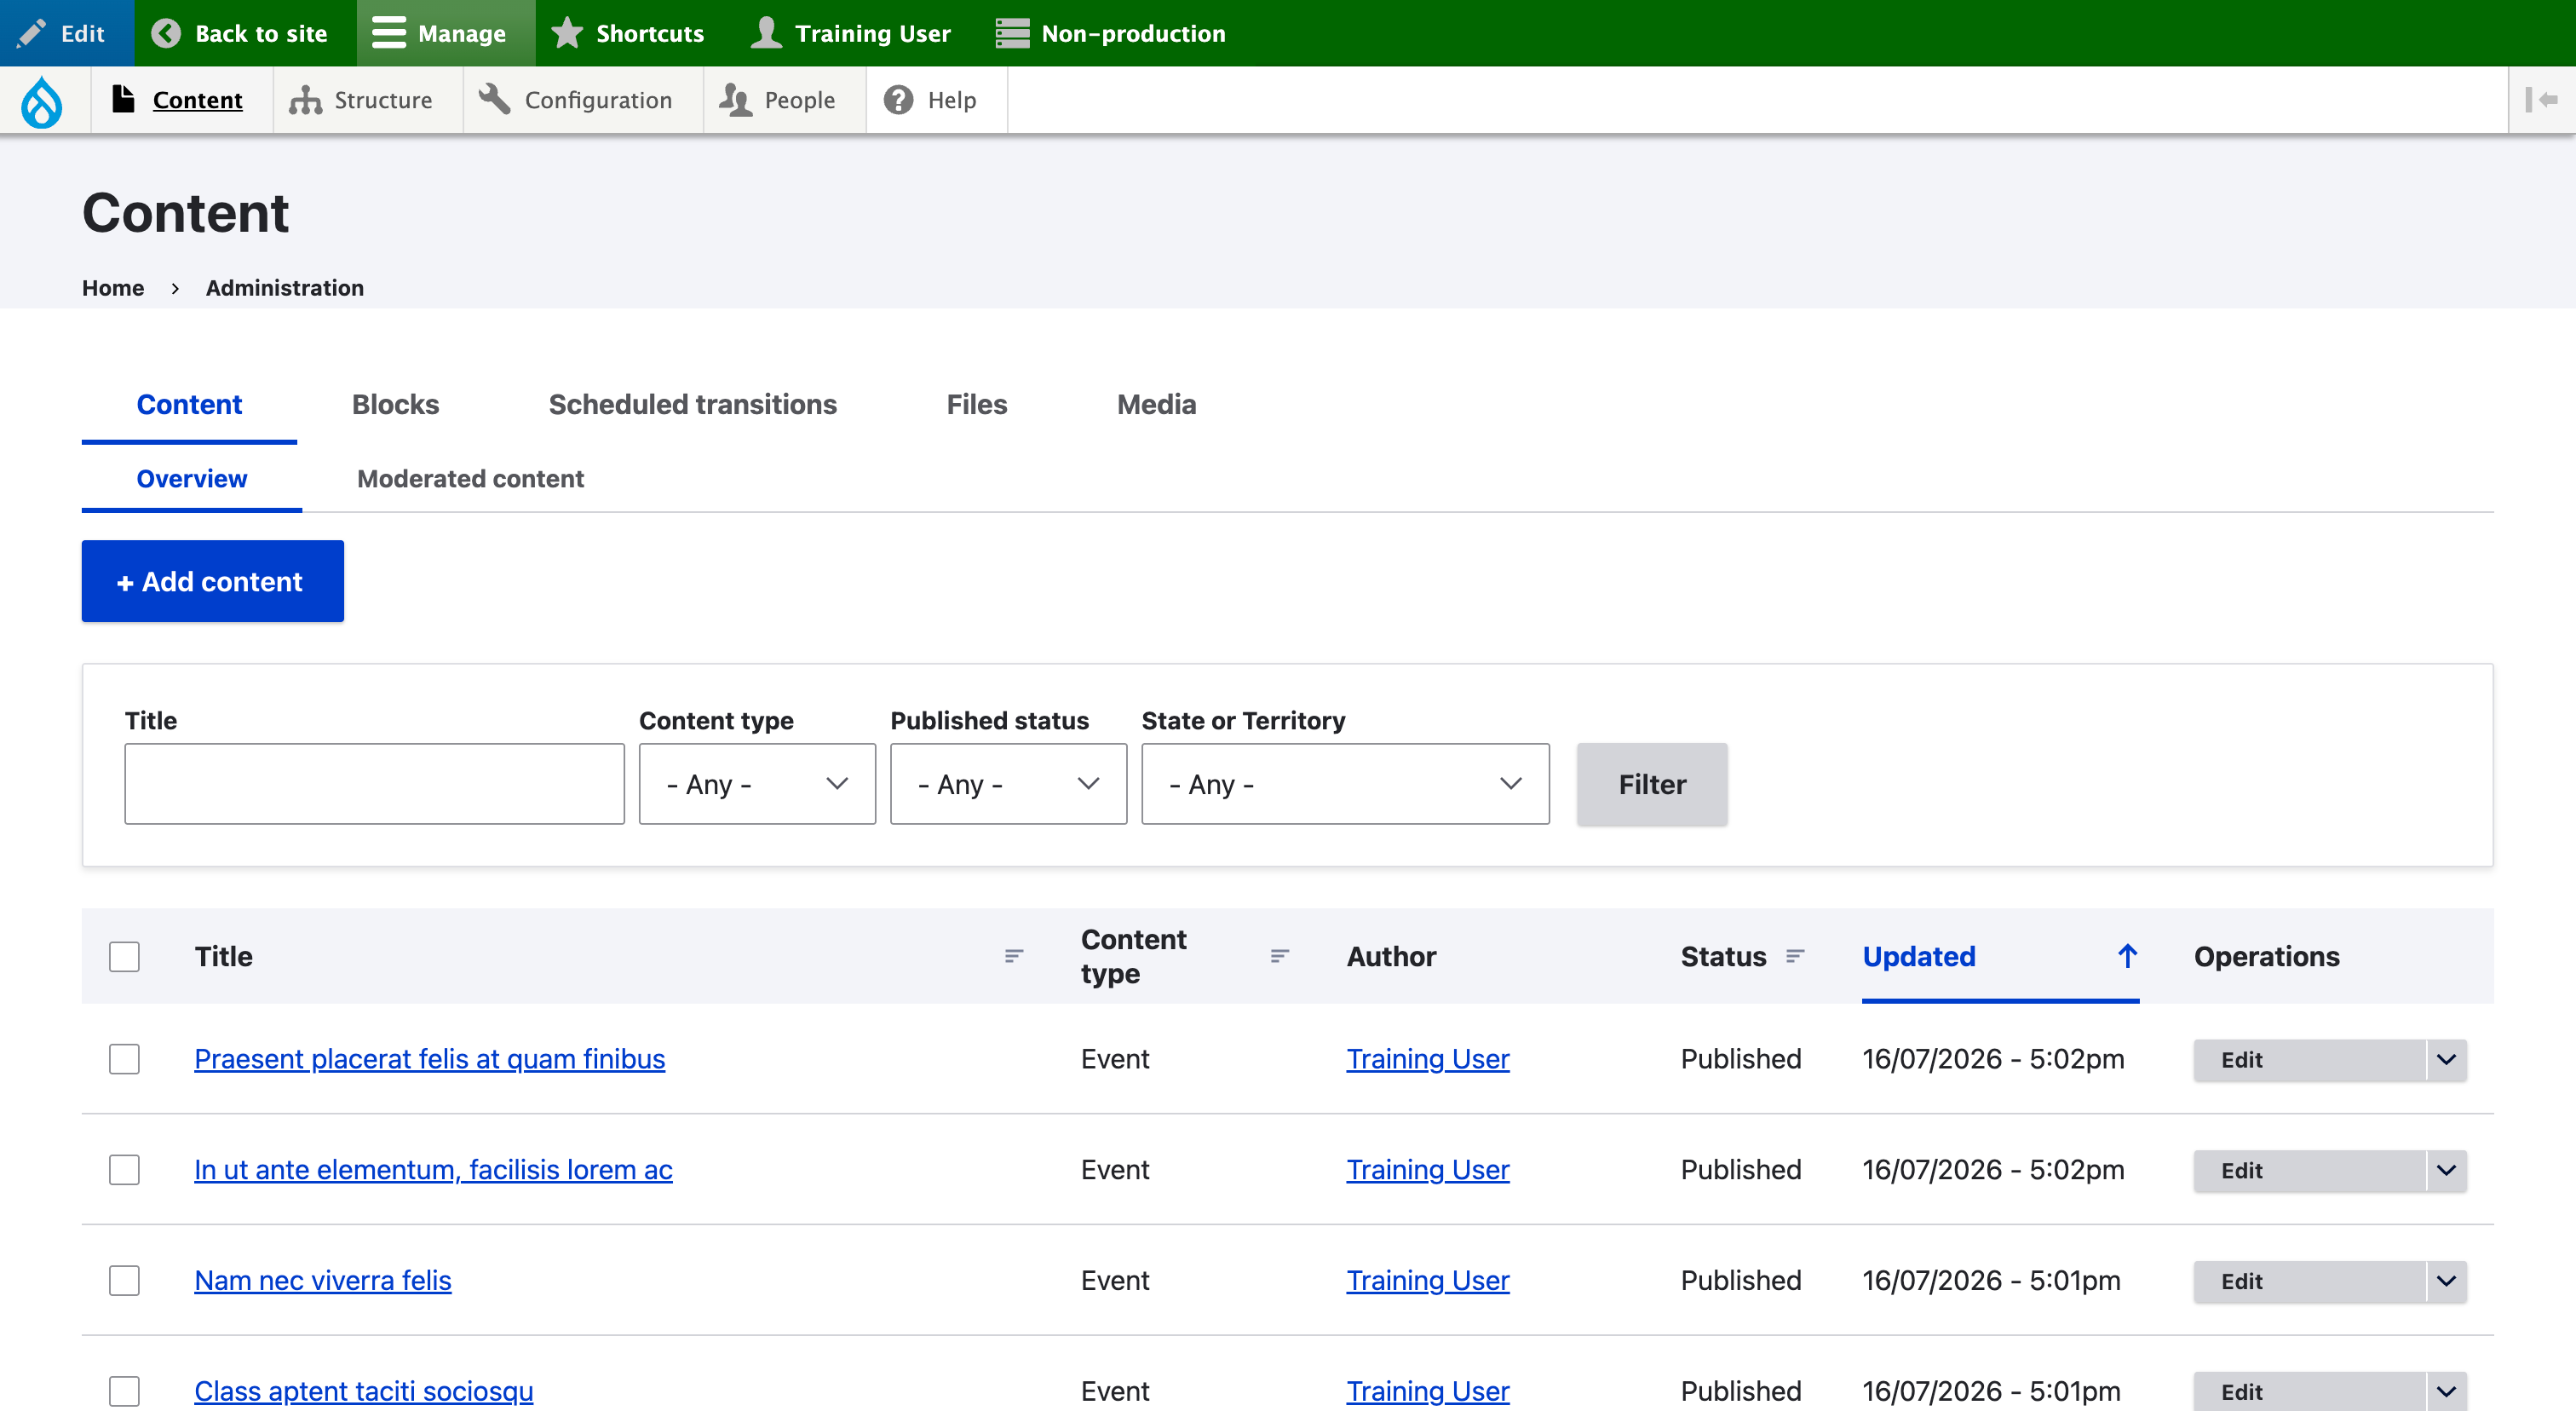 Edit Back to site Manage Shortcuts Training User Non-production
Content Structure Configuration People Help
Content
Home › Administration
Content Blocks Scheduled transitions Files Media
Overview Moderated content
+ Add content
Title Content type Published status State or Territory
- Any - - Any - - Any - Filter
Title Content type Author Status Updated Operations
Praesent placerat felis at quam finibus Event Training User Published 16/07/2026 - 5:02pm Edit
In ut ante elementum, facilisis lorem ac Event Training User Published 16/07/2026 - 5:02pm Edit
Nam nec viverra felis Event Training User Published 16/07/2026 - 5:01pm Edit
Class aptent taciti sociosqu Event Training User Published 16/07/2026 - 5:01pm Edit